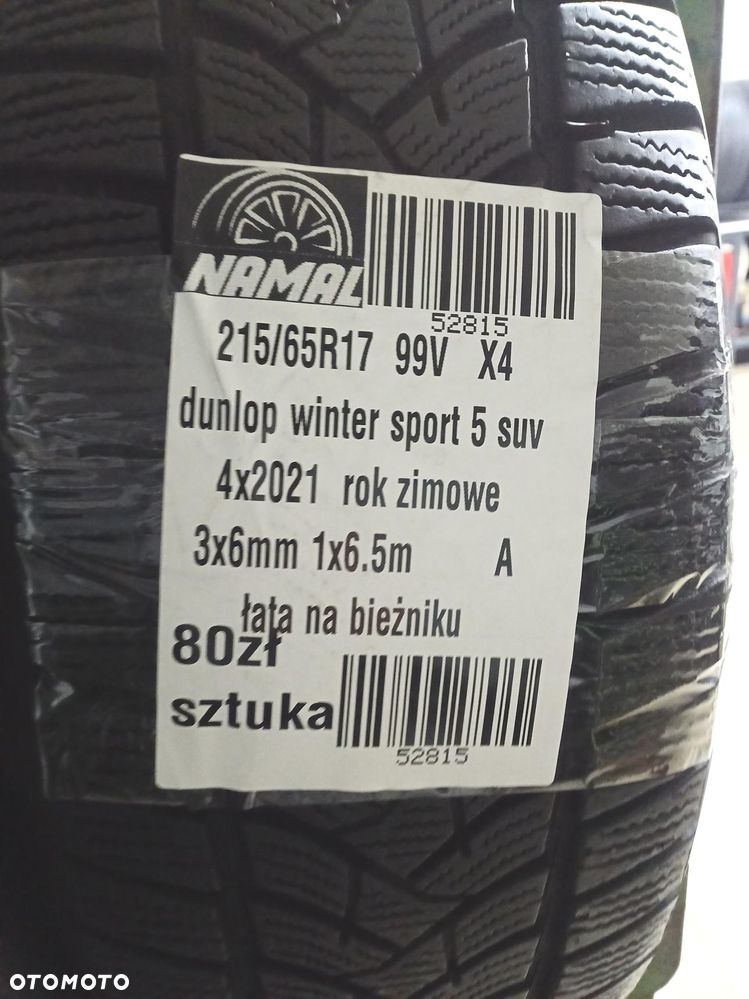 NAMAL
52815
215/65R17 99V X4
dunlop winter sport 5 suv
4x2021 rok zimowe
3x6mm 1x6.5m A
łata na bieżniku
80zł
sztuka
52815
OTOMOTO